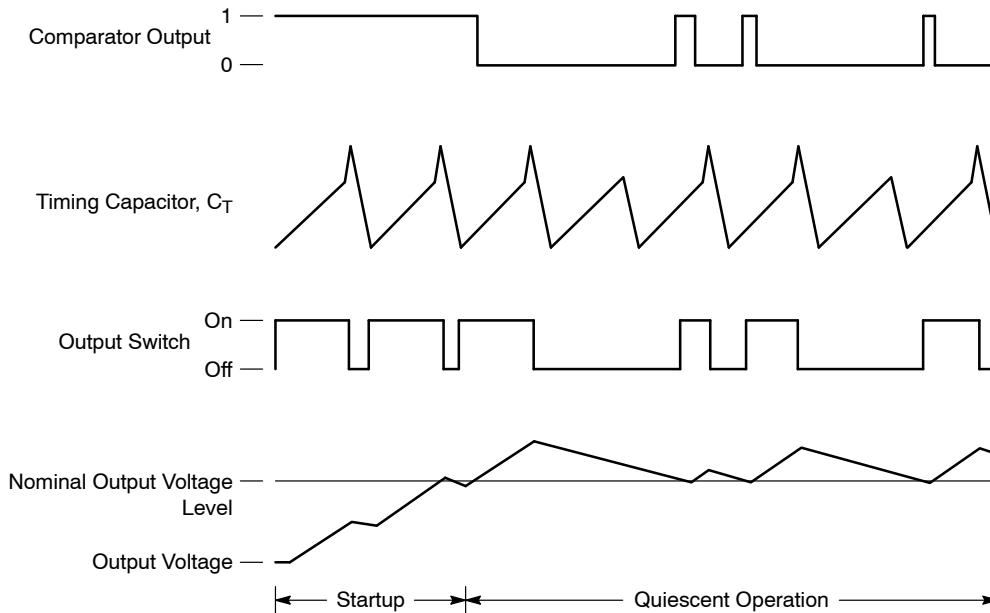 1
Comparator Output
0
Timing Capacitor, CT
On
Output Switch
Off
Nominal Output Voltage
Level
Output Voltage
Startup
Quiescent Operation